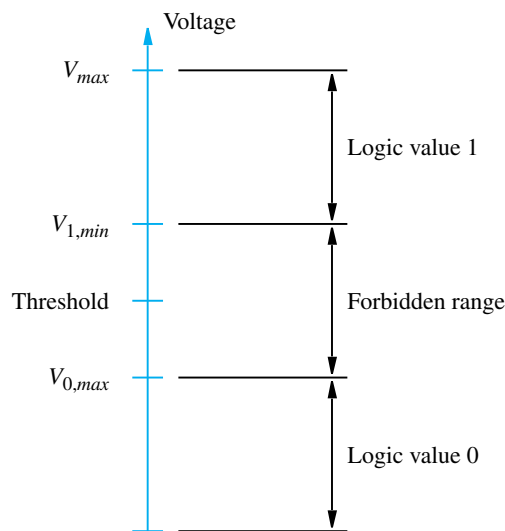 Voltage
V_max
Logic value 1
V_1,min
Threshold
Forbidden range
V_0,max
Logic value 0